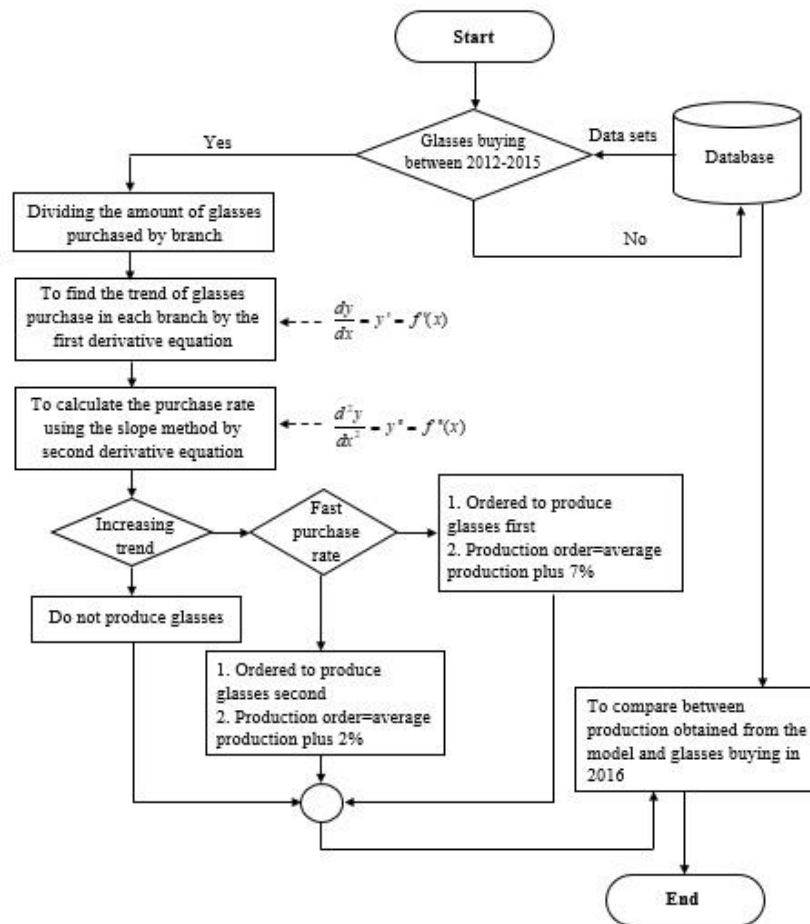 Start
Glasses buying
between 2012-2015
Yes
Data sets
Database
No
Dividing the amount of glasses
purchased by branch
To find the trend of glasses
purchase in each branch by the
first derivative equation
dy/dx = y' = f'(x)
To calculate the purchase rate
using the slope method by
second derivative equation
d²y/dx² = y" = f"(x)
Increasing
trend
Fast
purchase
rate
1. Ordered to produce
glasses first
2. Production order=average
production plus 7%
Do not produce glasses
1. Ordered to produce
glasses second
2. Production order=average
production plus 2%
To compare between
production obtained from the
model and glasses buying in
2016
End